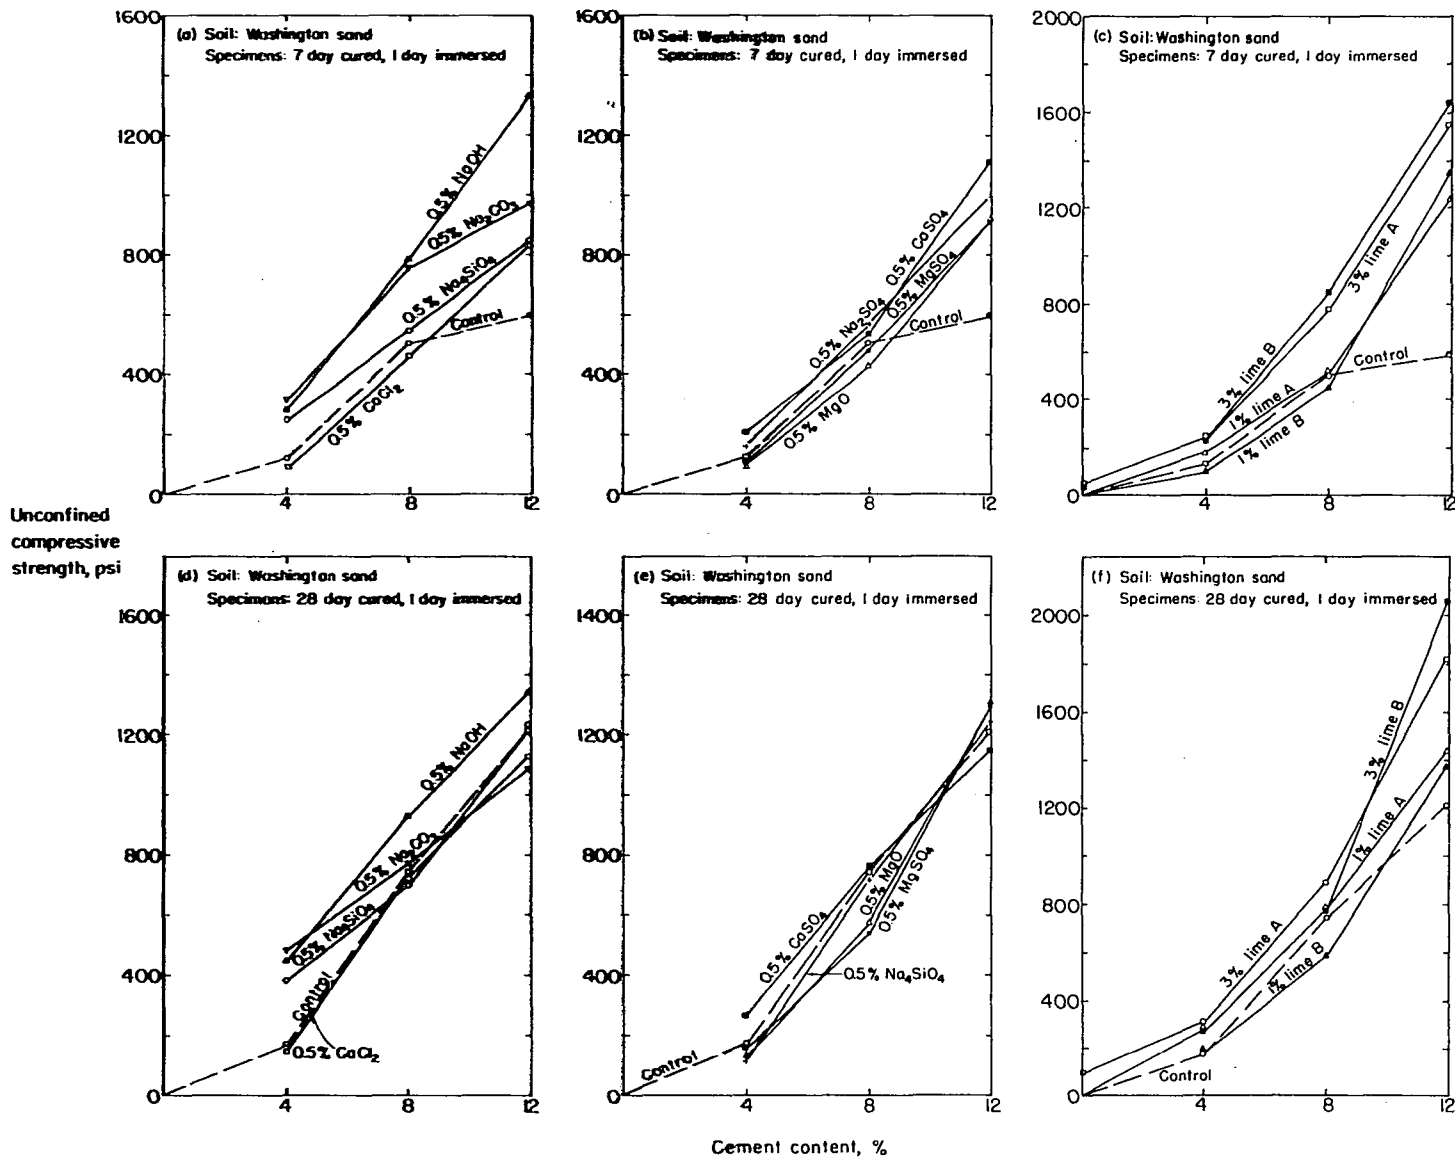 Unconfined
compressive
strength, psi
1600
1200
800
400
0
4
8
12
(a) Soil: Washington sand
Specimens: 7 day cured, 1 day immersed
0.5% NaOH
0.5% Na2CO3
0.5% Na4SiO4
Control
0.5% CaCl2
1600
1200
800
400
0
4
8
12
(b) Soil: Washington sand
Specimens: 7 day cured, 1 day immersed
0.5% CaSO4
0.5% Na2SO4
0.5% MgSO4
Control
0.5% MgO
2000
1600
1200
800
400
0
4
8
12
(c) Soil: Washington sand
Specimens: 7 day cured, 1 day immersed
3% lime A
3% lime B
1% lime A
Control
1% lime B
1600
1200
800
400
0
4
8
12
(d) Soil: Washington sand
Specimens: 28 day cured, 1 day immersed
0.5% NaOH
0.5% Na2CO3
0.5% Na4SiO4
Control
0.5% CaCl2
1400
1200
800
400
0
4
8
12
(e) Soil: Washington sand
Specimens: 28 day cured, 1 day immersed
0.5% CaSO4
0.5% MgO
0.5% MgSO4
0.5% Na4SiO4
Control
2000
1600
1200
800
400
0
4
8
12
(f) Soil: Washington sand
Specimens: 28 day cured, 1 day immersed
3% lime B
1% lime A
3% lime A
1% lime B
Control
Cement content, %